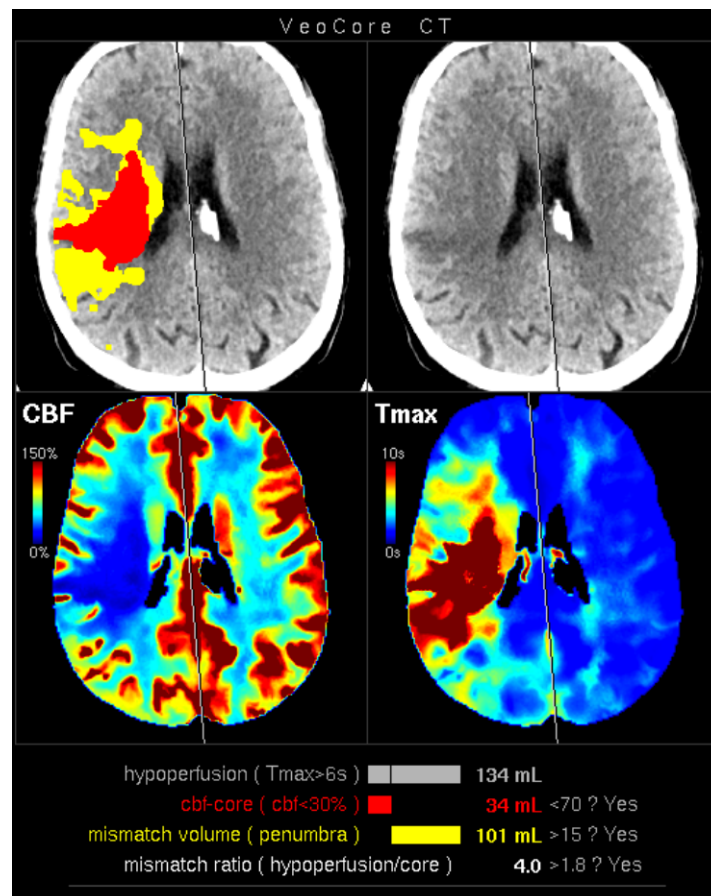 VeoCore CT
CBF
150%
0%
Tmax
10s
0s
hypoperfusion ( Tmax>6s ) 134 mL
cbf-core ( cbf<30% ) 34 mL <70 ? Yes
mismatch volume ( penumbra ) 101 mL >15 ? Yes
mismatch ratio ( hypoperfusion/core ) 4.0 >1.8 ? Yes